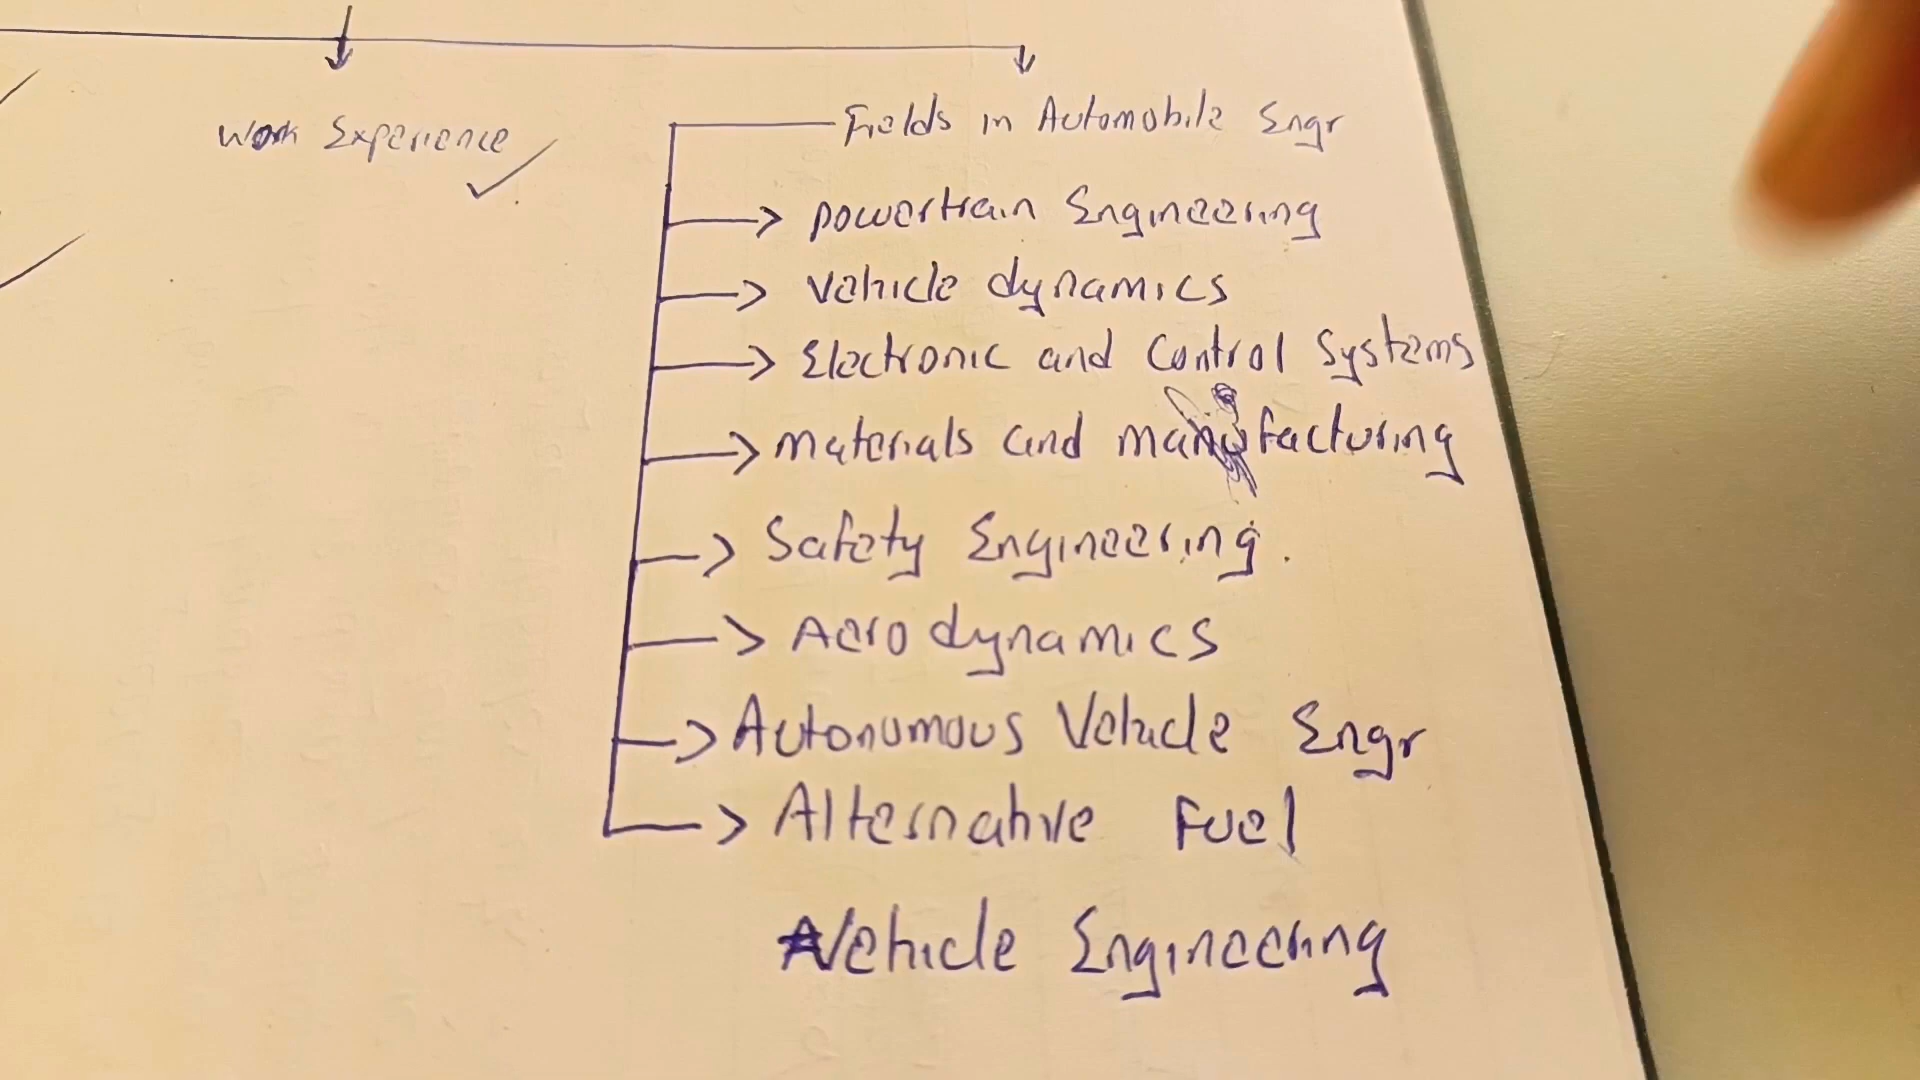 Work Experience
Fields in Automobile Engr
powertrain Engineering
Vehicle dynamics
Electronic and Control Systems
materials and manufacturing
Safety Engineering.
Aerodynamics
Autonomous Vehicle Engr
Alternative Fuel
Vehicle Engineering